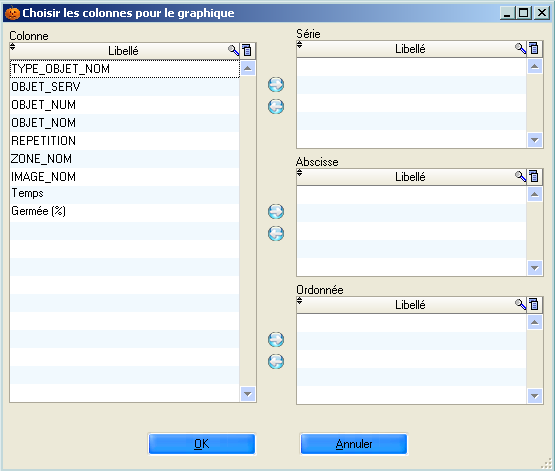 Choisir les colonnes pour le graphique
Colonne
Libellé
TYPE_OBJET_NOM
OBJET_SERV
OBJET_NUM
OBJET_NOM
REPETITION
ZONE_NOM
IMAGE_NOM
Temps
Germée (%)
Série
Libellé
Abscisse
Libellé
Ordonnée
Libellé
OK
Annuler